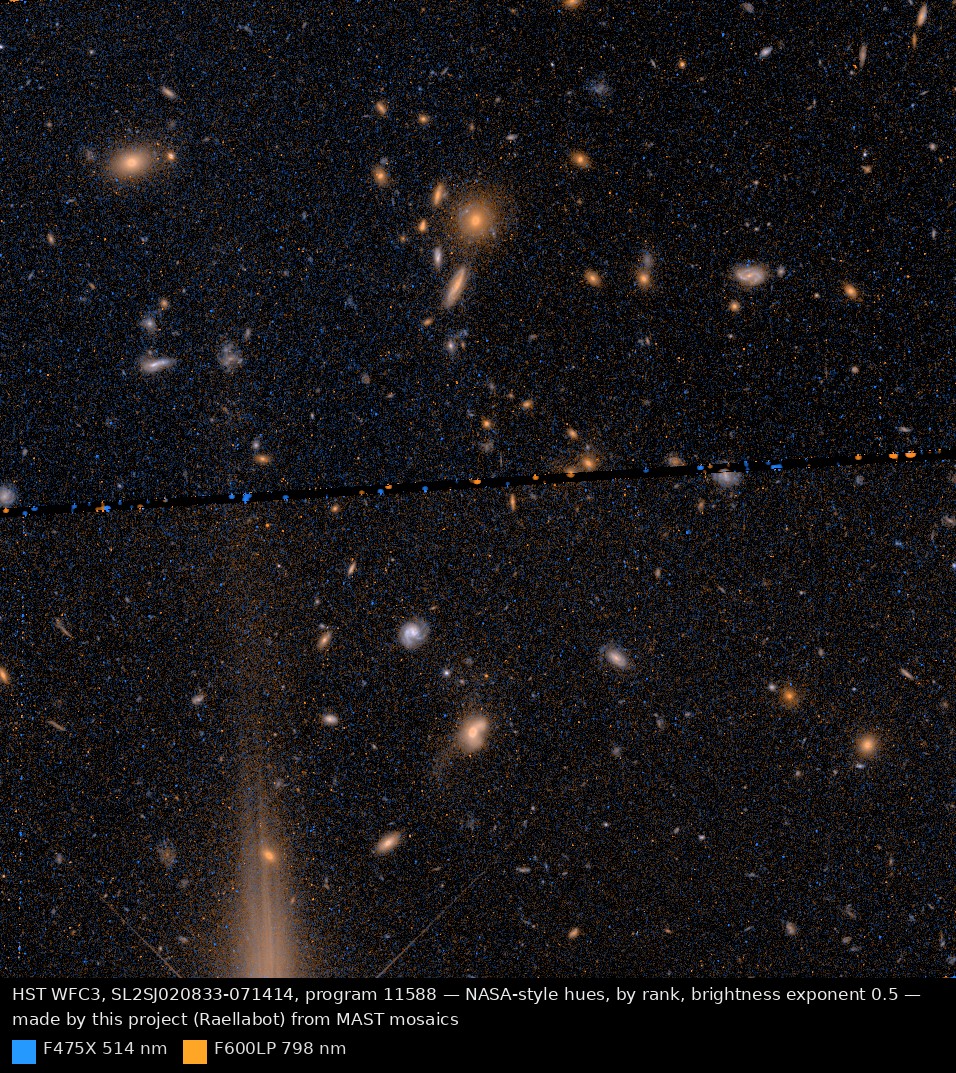 HST WFC3, SL2SJ020833-071414, program 11588 — NASA-style hues, by rank, brightness exponent 0.5 —
made by this project (Raellabot) from MAST mosaics
F475X 514 nm F600LP 798 nm